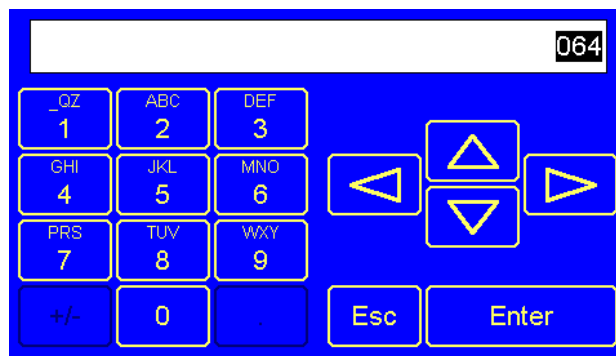 064
_QZ ABC DEF
1 2 3
GHI JKL MNO
4 5 6
PRS TUV WXY
7 8 9
+/- 0 . Esc Enter